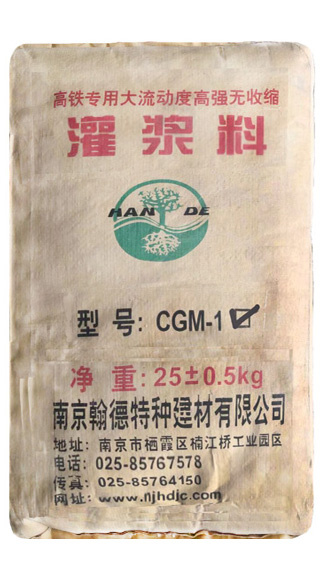 高铁专用大流动度高强无收缩
灌浆料
HAN DE
型号: CGM-1
净重: 25±0.5kg
南京翰德特种建材有限公司
地址: 南京市栖霞区楠江桥工业园区
电话: 025-85767578
传真: 025-85764150
网址: www.njhdjc.com